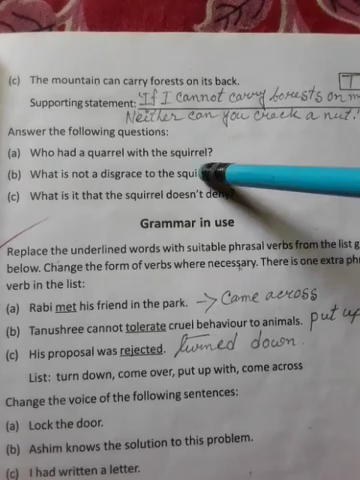 (c) The mountain can carry forests on its back. T
Supporting statement: 'If I cannot carry forests on m
Neither can you crack a nut.'
Answer the following questions:
(a) Who had a quarrel with the squirrel?
(b) What is not a disgrace to the squi
(c) What is it that the squirrel doesn't deny?
Grammar in use
Replace the underlined words with suitable phrasal verbs from the list g
below. Change the form of verbs where necessary. There is one extra phr
verb in the list:
(a) Rabi met his friend in the park. → Came across
(b) Tanushree cannot tolerate cruel behaviour to animals. put up
(c) His proposal was rejected. turned down.
List: turn down, come over, put up with, come across
Change the voice of the following sentences:
(a) Lock the door.
(b) Ashim knows the solution to this problem.
(c) I had written a letter.